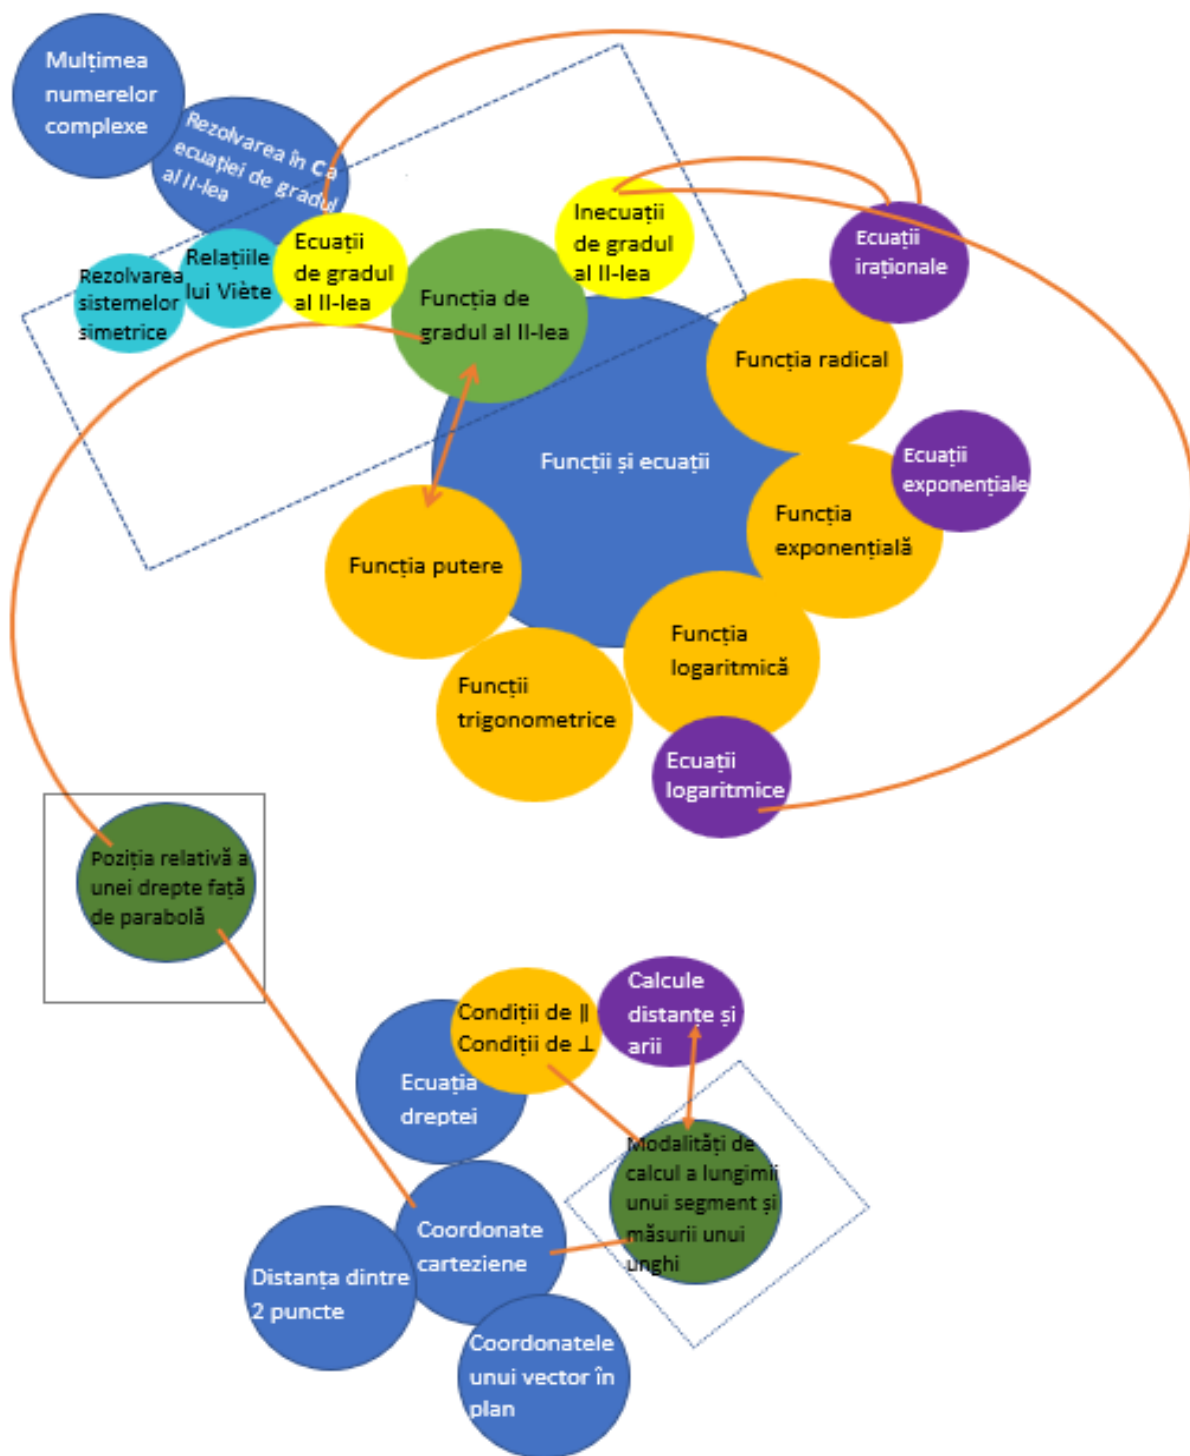 Mulțimea
numerelor
complexe
Rezolvarea în C a
ecuației de gradul
al II-lea
Rezolvarea
sistemelor
simetrice
Relațiile
lui Viète
Ecuații
de gradul
al II-lea
Funcția de
gradul al II-lea
Inecuații
de gradul
al II-lea
Ecuații
iraționale
Funcția radical
Funcții și ecuații
Ecuații
exponențiale
Funcția
exponențială
Funcția putere
Funcția
logaritmică
Funcții
trigonometrice
Ecuații
logaritmice
Poziția relativă a
unei drepte față
de parabolă
Condiții de ∥
Condiții de ⊥
Calcule
distanțe și
arii
Ecuația
dreptei
Modalități de
calcul a lungimii
unui segment și
măsurii unui
unghi
Coordonate
carteziene
Distanța dintre
2 puncte
Coordonatele
unui vector în
plan